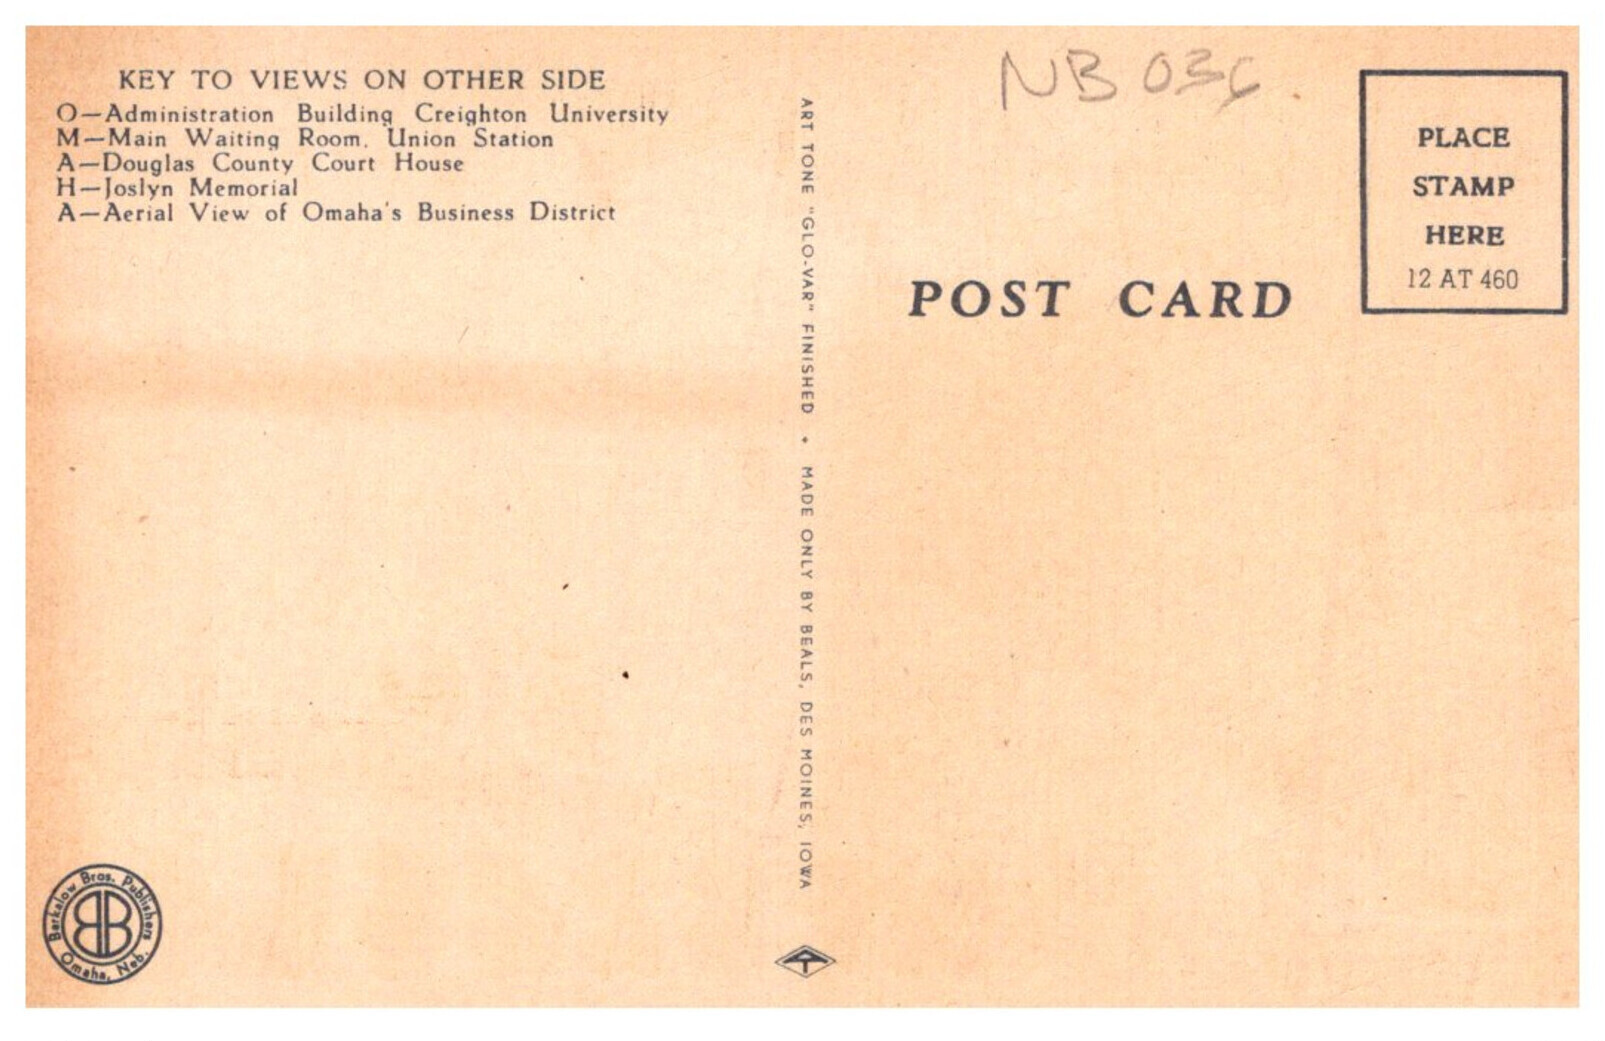 KEY TO VIEWS ON OTHER SIDE
O—Administration Building Creighton University
M—Main Waiting Room, Union Station
A—Douglas County Court House
H—Joslyn Memorial
A—Aerial View of Omaha's Business District
Berkalow Bros. Publishers
BB
Omaha, Neb.
ART TONE "GLO-VAR" FINISHED • MADE ONLY BY BEALS, DES MOINES, IOWA
NB 036
POST CARD
PLACE
STAMP
HERE
12 AT 460